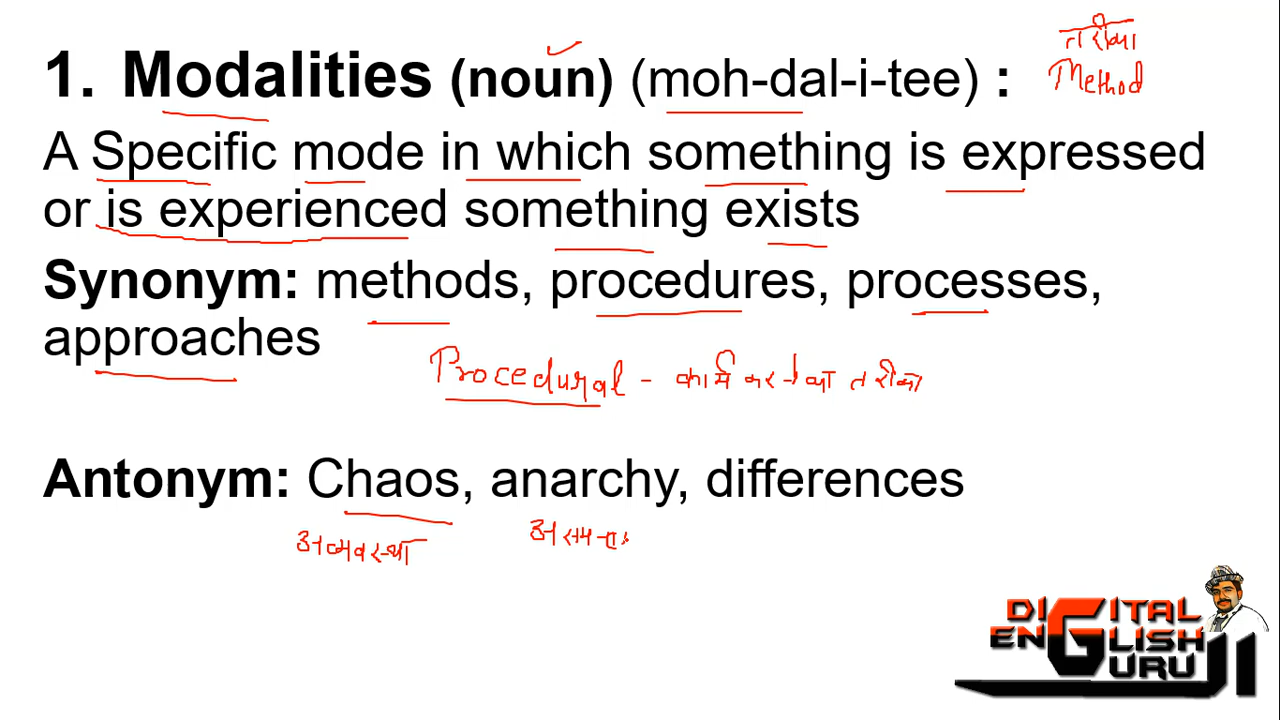 तरीका
1. Modalities (noun) (moh-dal-i-tee) :
Method
A Specific mode in which something is expressed
or is experienced something exists
Synonym: methods, procedures, processes,
approaches
Procedural - कार्य करने का तरीका
Antonym: Chaos, anarchy, differences
अव्यवस्था
DIGITAL
ENGLISH
GURU JI